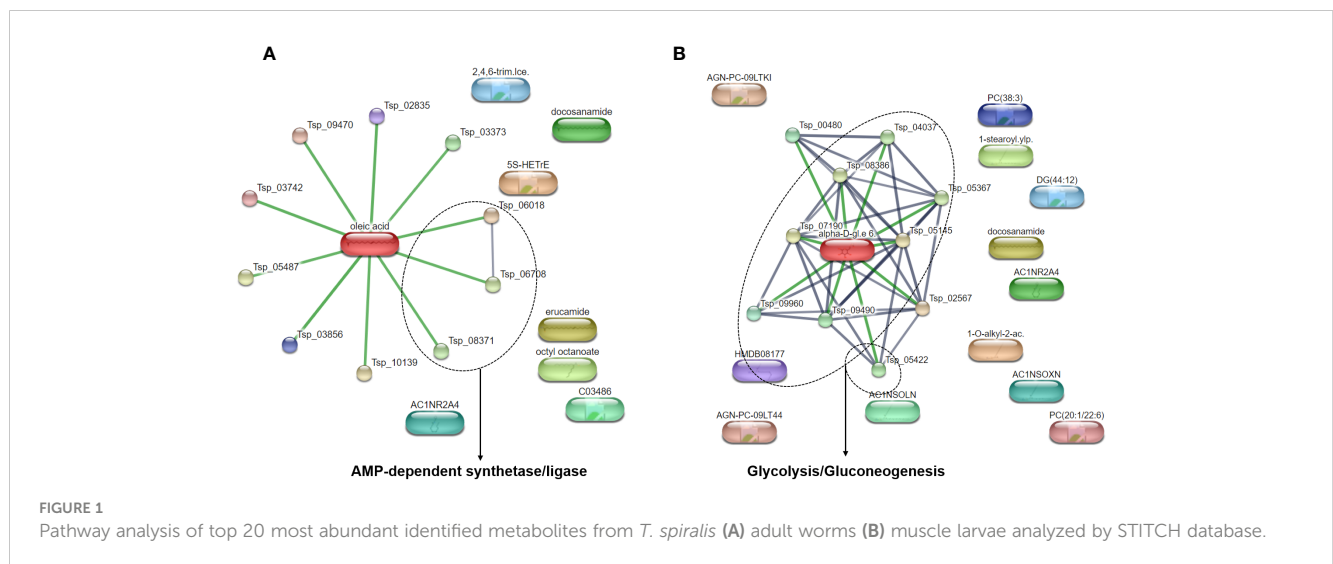 A
2,4,6-trim.Ice.
Tsp_02835
docosanamide
Tsp_09470
Tsp_03373
5S-HETrE
Tsp_03742
Tsp_06018
oleic acid
Tsp_05487
Tsp_06708
Tsp_03856
erucamide
Tsp_08371
octyl octanoate
Tsp_10139
C03486
AC1NR2A4
AMP-dependent synthetase/ligase
B
AGN-PC-09LTKI
PC(38:3)
Tsp_00480
Tsp_04037
1-stearoyl.ylp.
Tsp_08386
Tsp_05367
DG(44:12)
Tsp_07190
alpha-D-gl.e 6.
Tsp_05145
docosanamide
AC1NR2A4
Tsp_09960
Tsp_09490
Tsp_02567
1-O-alkyl-2-ac.
HMDB08177
Tsp_05422
AC1NSOXN
AC1NSOLN
AGN-PC-09LT44
PC(20:1/22:6)
Glycolysis/Gluconeogenesis
FIGURE 1
Pathway analysis of top 20 most abundant identified metabolites from T. spiralis (A) adult worms (B) muscle larvae analyzed by STITCH database.